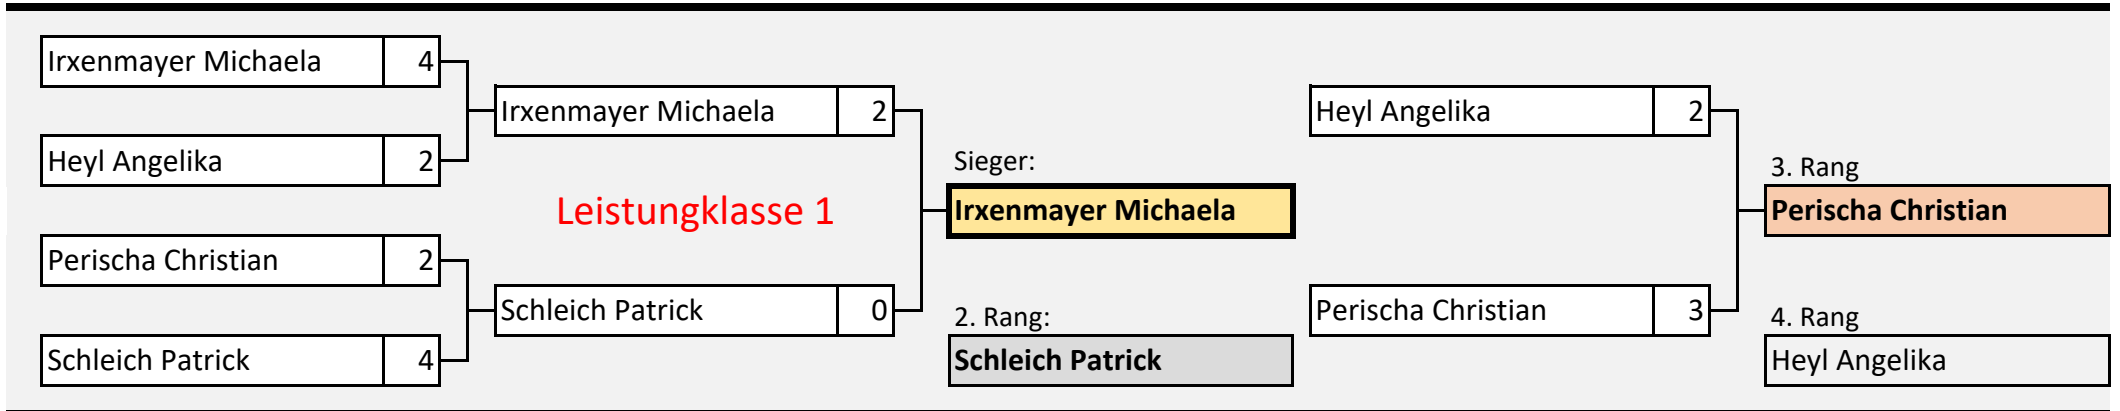 Irxenmayer Michaela 4
Heyl Angelika 2
Perischa Christian 2
Schleich Patrick 4
Irxenmayer Michaela 2
Leistungklasse 1
Schleich Patrick 0
Sieger:
Irxenmayer Michaela
2. Rang:
Schleich Patrick
Heyl Angelika 2
Perischa Christian 3
3. Rang
Perischa Christian
4. Rang
Heyl Angelika